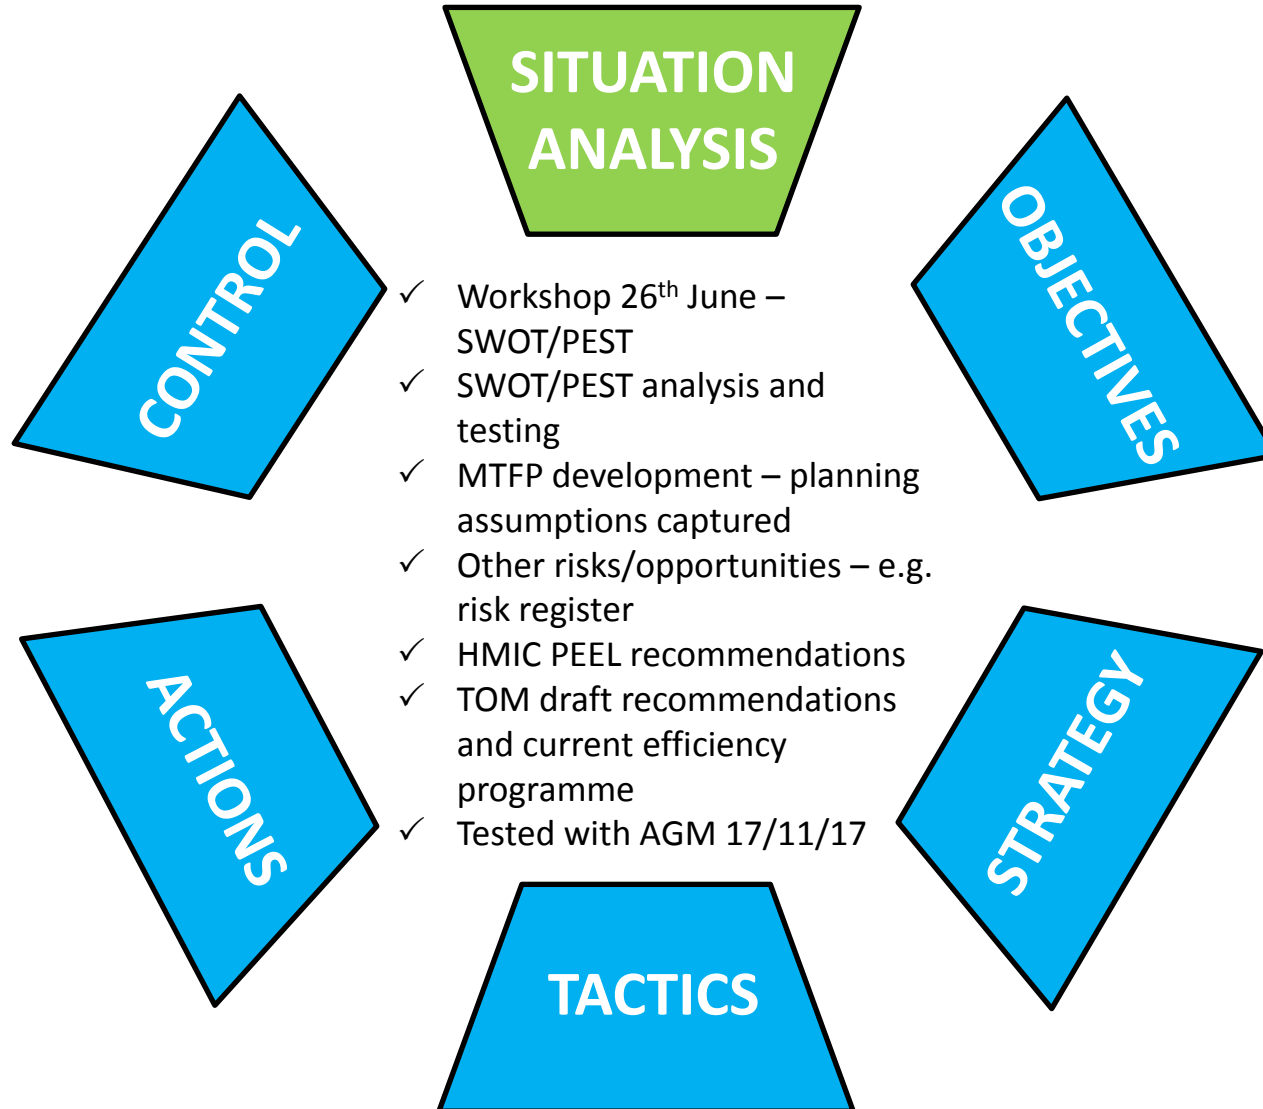 SITUATION
ANALYSIS
OBJECTIVES
STRATEGY
TACTICS
ACTIONS
CONTROL
✓ Workshop 26th June –
SWOT/PEST
✓ SWOT/PEST analysis and
testing
✓ MTFP development – planning
assumptions captured
✓ Other risks/opportunities – e.g.
risk register
✓ HMIC PEEL recommendations
✓ TOM draft recommendations
and current efficiency
programme
✓ Tested with AGM 17/11/17